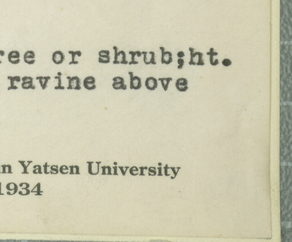 ree or shrub;ht.
ravine above
n Yatsen University
1934